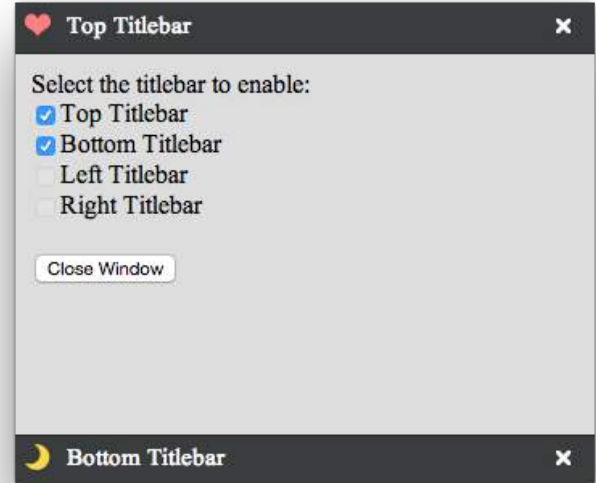 Top Titlebar
Select the titlebar to enable:
Top Titlebar
Bottom Titlebar
Left Titlebar
Right Titlebar
Close Window
Bottom Titlebar